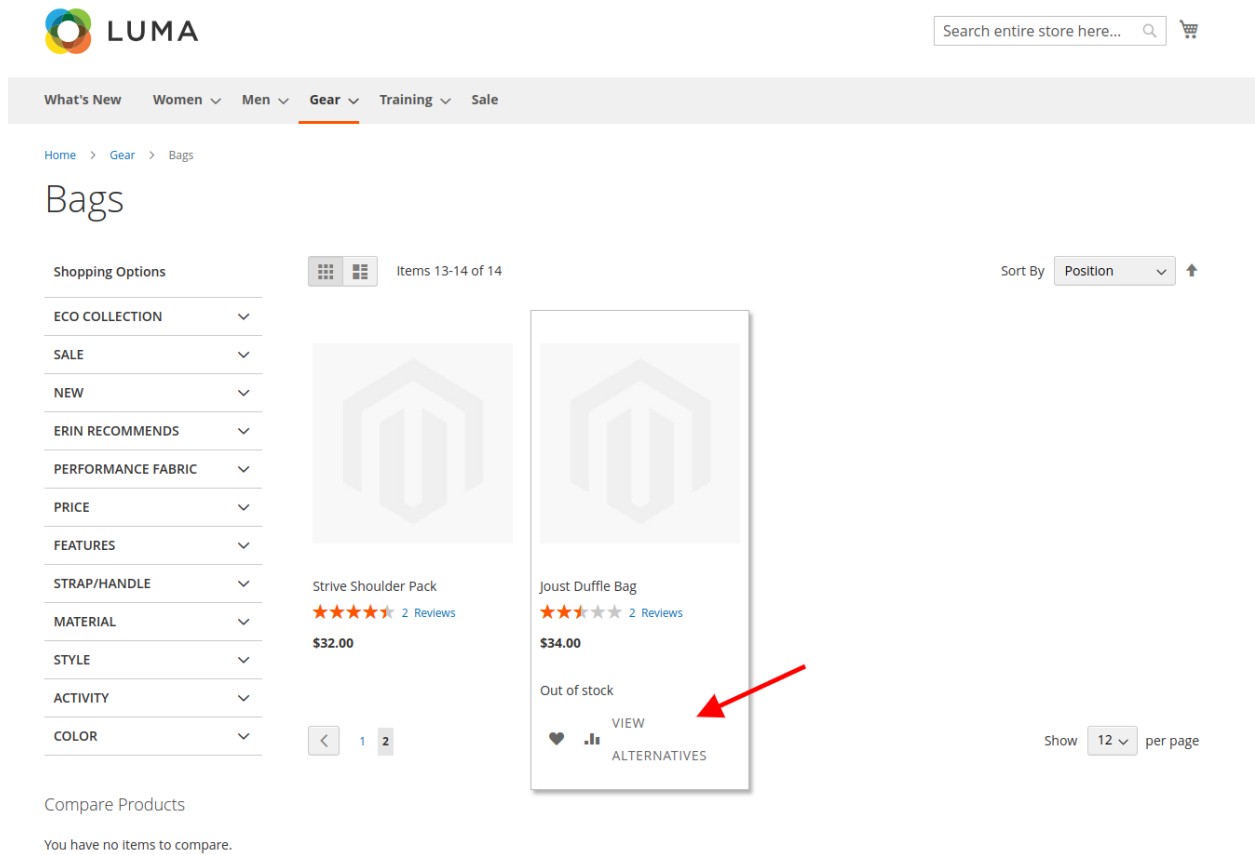 LUMA
Search entire store here...
What's New Women Men Gear Training Sale
Home > Gear > Bags
Bags
Shopping Options
ECO COLLECTION
SALE
NEW
ERIN RECOMMENDS
PERFORMANCE FABRIC
PRICE
FEATURES
STRAP/HANDLE
MATERIAL
STYLE
ACTIVITY
COLOR
Compare Products
You have no items to compare.
Items 13-14 of 14
Sort By Position
Strive Shoulder Pack
2 Reviews
$32.00
Joust Duffle Bag
2 Reviews
$34.00
Out of stock
VIEW
ALTERNATIVES
1 2
Show 12 per page